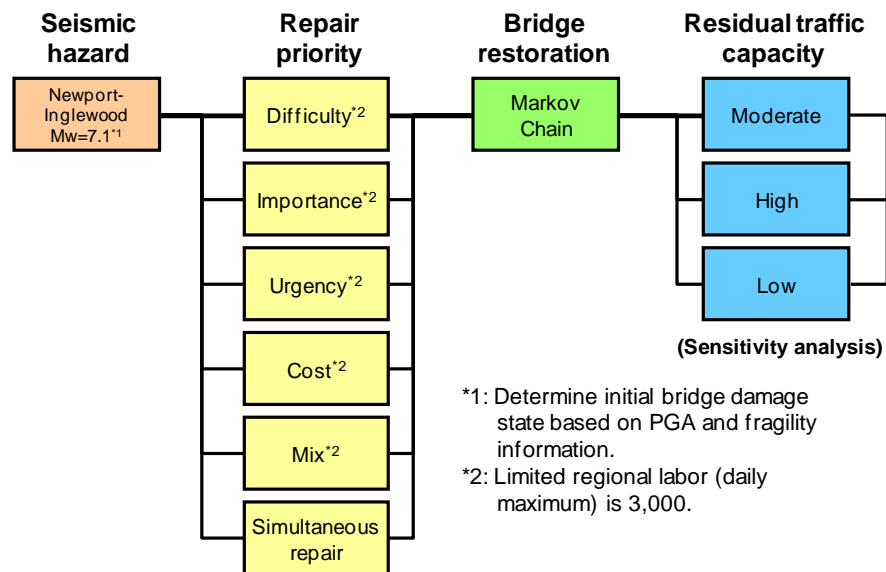 Seismic
hazard
Repair
priority
Bridge
restoration
Residual traffic
capacity
Newport-
Inglewood
Mw=7.1*1
Difficulty*2
Importance*2
Urgency*2
Cost*2
Mix*2
Simultaneous
repair
Markov
Chain
Moderate
High
Low
(Sensitivity analysis)
*1: Determine initial bridge damage
state based on PGA and fragility
information.
*2: Limited regional labor (daily
maximum) is 3,000.